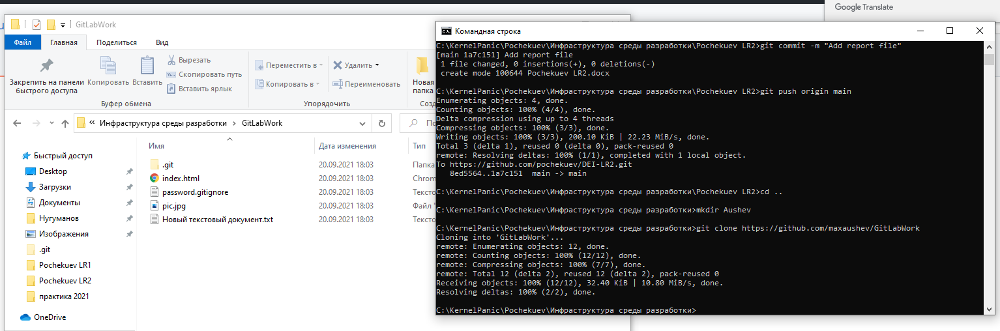 Google Translate
GitLabWork
Файл Главная Поделиться Вид
Закрепить на панели быстрого доступа
Копировать
Вставить
Вырезать
Скопировать путь
Вставить ярлык
Буфер обмена
Переместить в
Копировать в
Удалить
Переименовать
Упорядочить
Новая
папка
Созд
« Инфраструктура среды разработки > GitLabWork
По
Имя Дата изменения Тип
.git 20.09.2021 18:03 Папка
index.html 20.09.2021 18:03 Chrom
password.gitignore 20.09.2021 18:03 Тексто
pic.jpg 20.09.2021 18:03 Файл "
Новый текстовый документ.txt 20.09.2021 18:03 Тексто
Быстрый доступ
Desktop
Загрузки
Документы
Нугуманов
Изображения
.git
Pochekuev LR1
Pochekuev LR2
практика 2021
OneDrive
Командная строка
C:\KernelPanic\Pochekuev\Инфраструктура среды разработки\Pochekuev LR2>git commit -m "Add report file"
[main 1a7c151] Add report file
1 file changed, 0 insertions(+), 0 deletions(-)
create mode 100644 Pochekuev LR2.docx
C:\KernelPanic\Pochekuev\Инфраструктура среды разработки\Pochekuev LR2>git push origin main
Enumerating objects: 4, done.
Counting objects: 100% (4/4), done.
Delta compression using up to 4 threads
Compressing objects: 100% (3/3), done.
Writing objects: 100% (3/3), 200.10 KiB | 22.23 MiB/s, done.
Total 3 (delta 1), reused 0 (delta 0), pack-reused 0
remote: Resolving deltas: 100% (1/1), completed with 1 local object.
To https://github.com/pochekuev/DEI-LR2.git
8ed5564..1a7c151  main -> main
C:\KernelPanic\Pochekuev\Инфраструктура среды разработки\Pochekuev LR2>cd ..
C:\KernelPanic\Pochekuev\Инфраструктура среды разработки>mkdir Aushev
C:\KernelPanic\Pochekuev\Инфраструктура среды разработки>git clone https://github.com/maxaushev/GitLabWork
Cloning into 'GitLabWork'...
remote: Enumerating objects: 12, done.
remote: Counting objects: 100% (12/12), done.
remote: Compressing objects: 100% (7/7), done.
remote: Total 12 (delta 2), reused 12 (delta 2), pack-reused 0
Receiving objects: 100% (12/12), 32.40 KiB | 10.80 MiB/s, done.
Resolving deltas: 100% (2/2), done.
C:\KernelPanic\Pochekuev\Инфраструктура среды разработки>